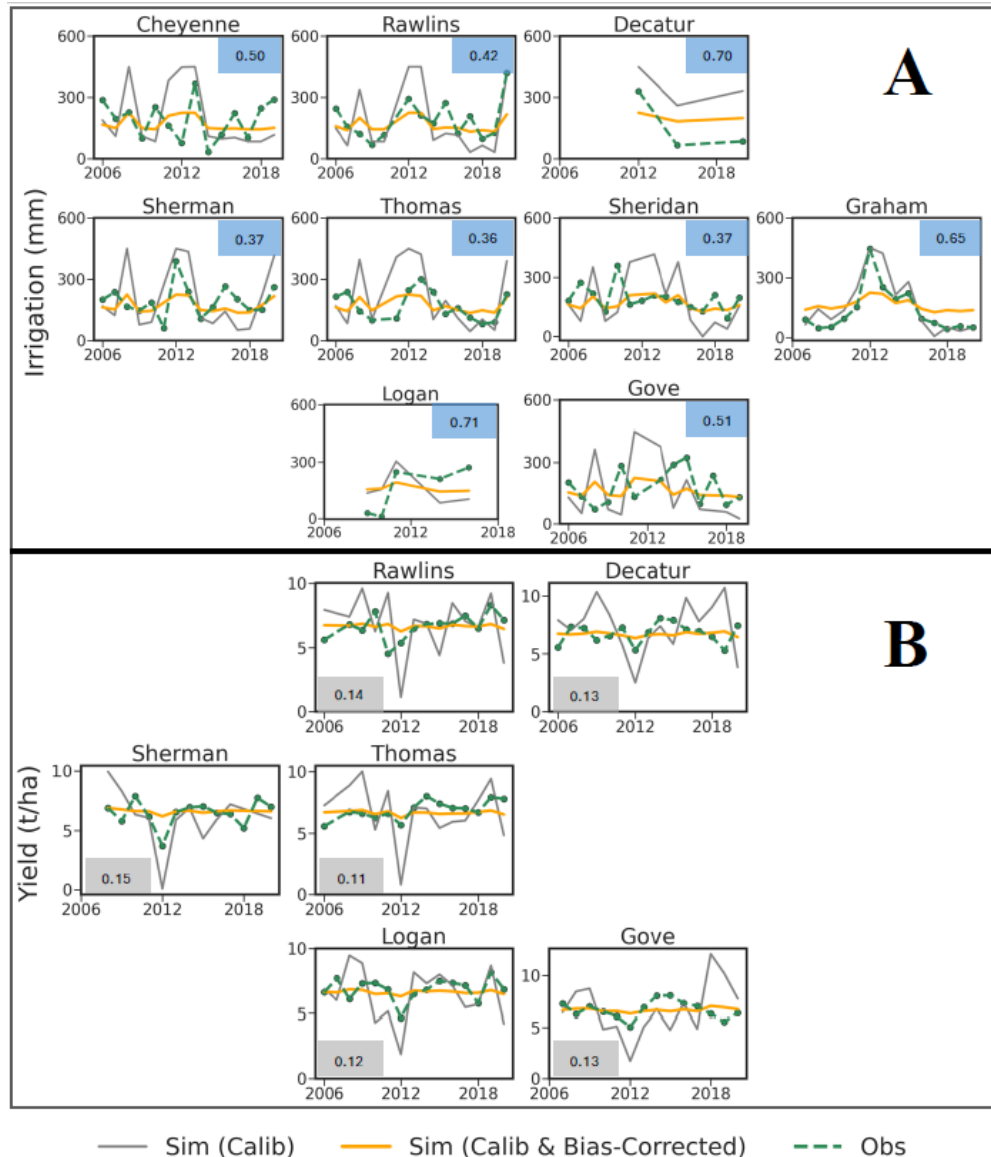 Cheyenne Rawlins Decatur
600 600 600
0.50 0.42 0.70
A
300 300 300
0 0 0
2006 2012 2018 2006 2012 2018 2006 2012 2018
Irrigation (mm)
Sherman Thomas Sheridan Graham
600 600 600
0.37 0.36 0.37 0.65
300 300 300 300
0 0 0 0
2006 2012 2018 2006 2012 2018 2006 2012 2018 2006 2012 2018
Logan Gove
600 600
0.71 0.51
300 300
0 0
2006 2012 2018 2006 2012 2018
Rawlins Decatur
10 10
B
5 5
0.14 0.13
0 0
2006 2012 2018 2006 2012 2018
Yield (t/ha)
Sherman Thomas
10 10
5 5
0.15 0.11
0 0
2006 2012 2018 2006 2012 2018
Logan Gove
10 10
5 5
0.12 0.13
0 0
2006 2012 2018 2006 2012 2018
Sim (Calib) Sim (Calib & Bias-Corrected) Obs